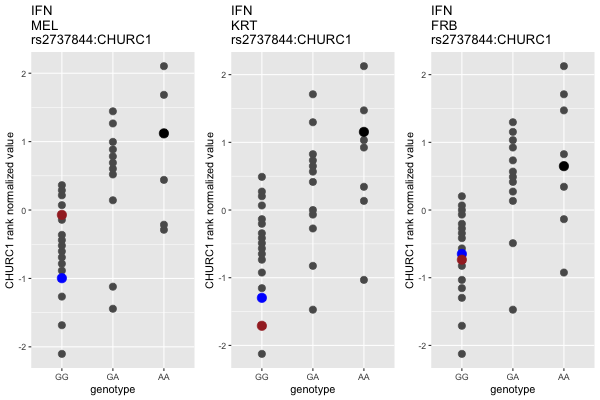 IFN
MEL
rs2737844:CHURC1
CHURC1 rank normalized value
2
1
0
-1
-2
GG GA AA
genotype
IFN
KRT
rs2737844:CHURC1
CHURC1 rank normalized value
2
1
0
-1
-2
GG GA AA
genotype
IFN
FRB
rs2737844:CHURC1
CHURC1 rank normalized value
2
1
0
-1
-2
GG GA AA
genotype